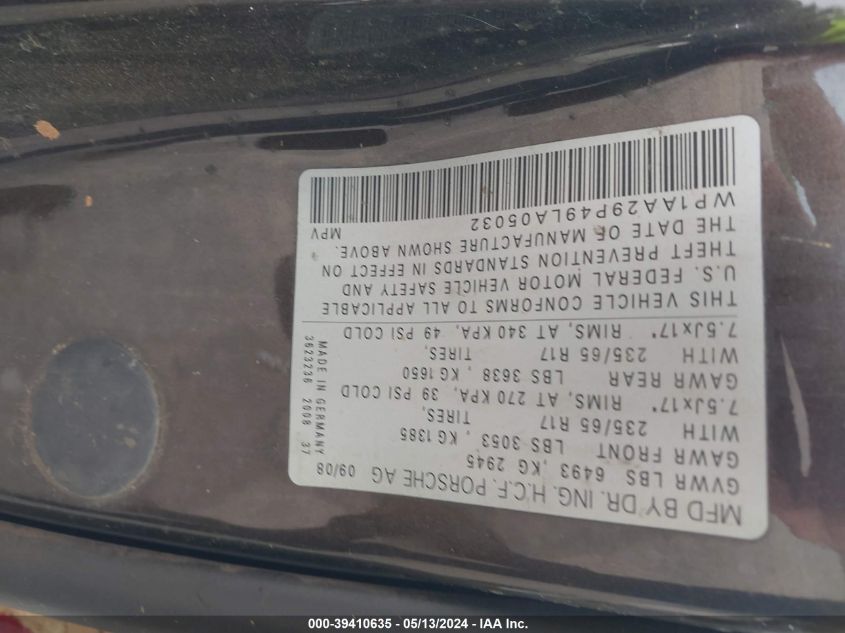 MFD BY DR. ING. H.C.F. PORSCHE AG 09/08
GVWR LBS 6493 , KG 2945
GAWR FRONT LBS 3053 , KG 1385
WITH 235/65 R17 TIRES,
7.5Jx17" RIMS, AT 270 KPA, 39 PSI COLD
GAWR REAR LBS 3638 , KG 1650
WITH 235/65 R17 TIRES,
7.5Jx17" RIMS, AT 340 KPA, 49 PSI COLD
MADE IN GERMANY
3623236 2008 37
THIS VEHICLE CONFORMS TO ALL APPLICABLE
U.S. FEDERAL MOTOR VEHICLE SAFETY AND
THEFT PREVENTION STANDARDS IN EFFECT ON
THE DATE OF MANUFACTURE SHOWN ABOVE.
WP1AA29P49LA05032 MPV
000-39410635 - 05/13/2024 - IAA Inc.